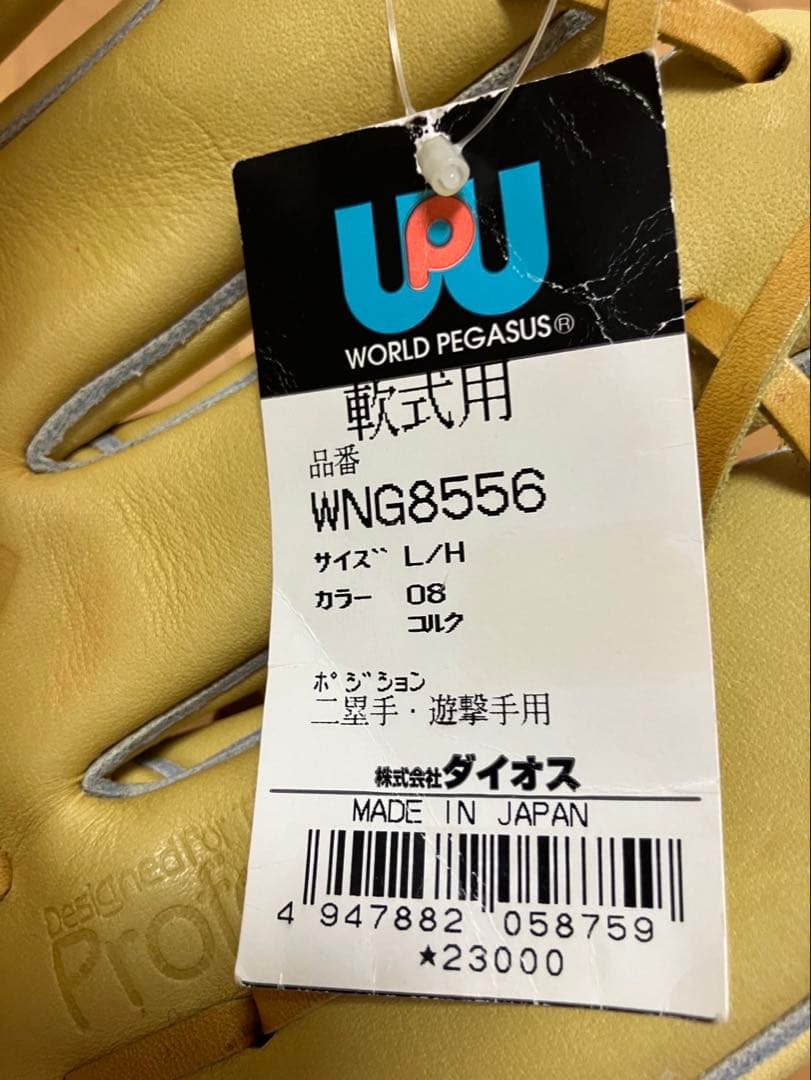 WORLD PEGASUS®
軟式用
品番
WNG8556
サイズ L/H
カラー 08
コルク
ポジション
二塁手・遊撃手用
株式会社ダイオス
MADE IN JAPAN
4 947882 058759
★23000
Designed for